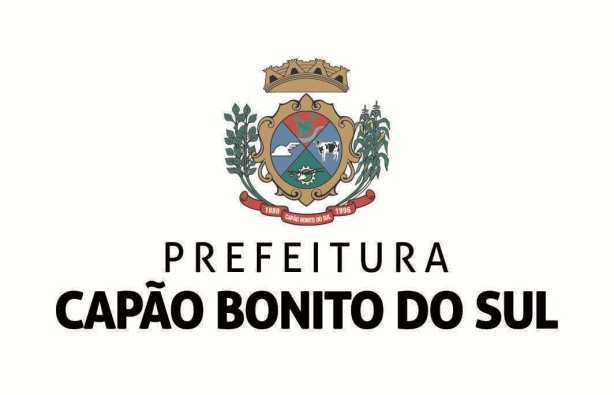 1889 CAPÃO BONITO DO SUL 1996
PREFEITURA
CAPÃO BONITO DO SUL